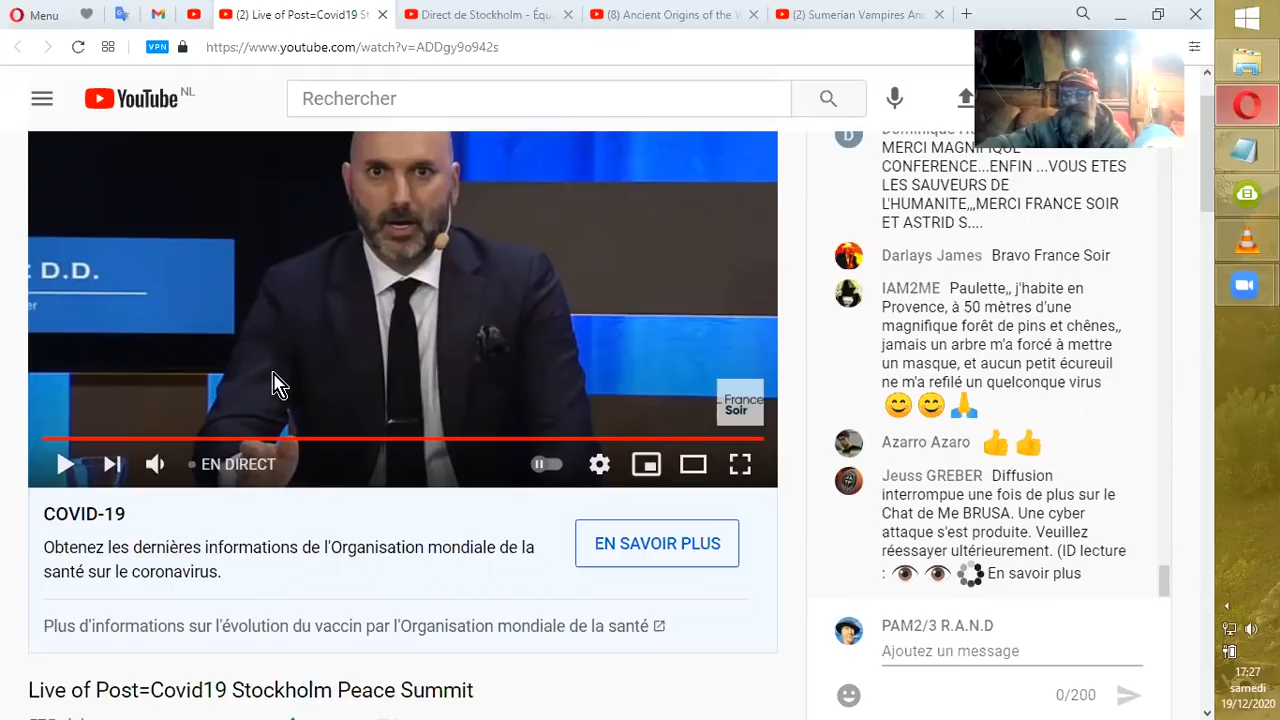 Menu
(2) Live of Post=Covid19 St
Direct de Stockholm - Équ
(8) Ancient Origins of the V
(2) Sumerian Vampires An
VPN
https://www.youtube.com/watch?v=ADDgy9o942s
YouTube NL
Rechercher
: D.D.
er
France
Soir
EN DIRECT
COVID-19
Obtenez les dernières informations de l'Organisation mondiale de la
santé sur le coronavirus.
EN SAVOIR PLUS
Plus d'informations sur l'évolution du vaccin par l'Organisation mondiale de la santé
Live of Post=Covid19 Stockholm Peace Summit
D
MERCI MAGNIFIQUE
CONFERENCE...ENFIN ...VOUS ETES
LES SAUVEURS DE
L'HUMANITE,,,MERCI FRANCE SOIR
ET ASTRID S....
Darlays James Bravo France Soir
IAM2ME Paulette,, j'habite en
Provence, à 50 mètres d'une
magnifique forêt de pins et chênes,,
jamais un arbre m'a forcé à mettre
un masque, et aucun petit écureuil
ne m'a refilé un quelconque virus
Azarro Azaro
Jeuss GREBER Diffusion
interrompue une fois de plus sur le
Chat de Me BRUSA. Une cyber
attaque s'est produite. Veuillez
réessayer ultérieurement. (ID lecture
: En savoir plus
PAM2/3 R.A.N.D
Ajoutez un message
0/200
17:27
samedi
19/12/2020